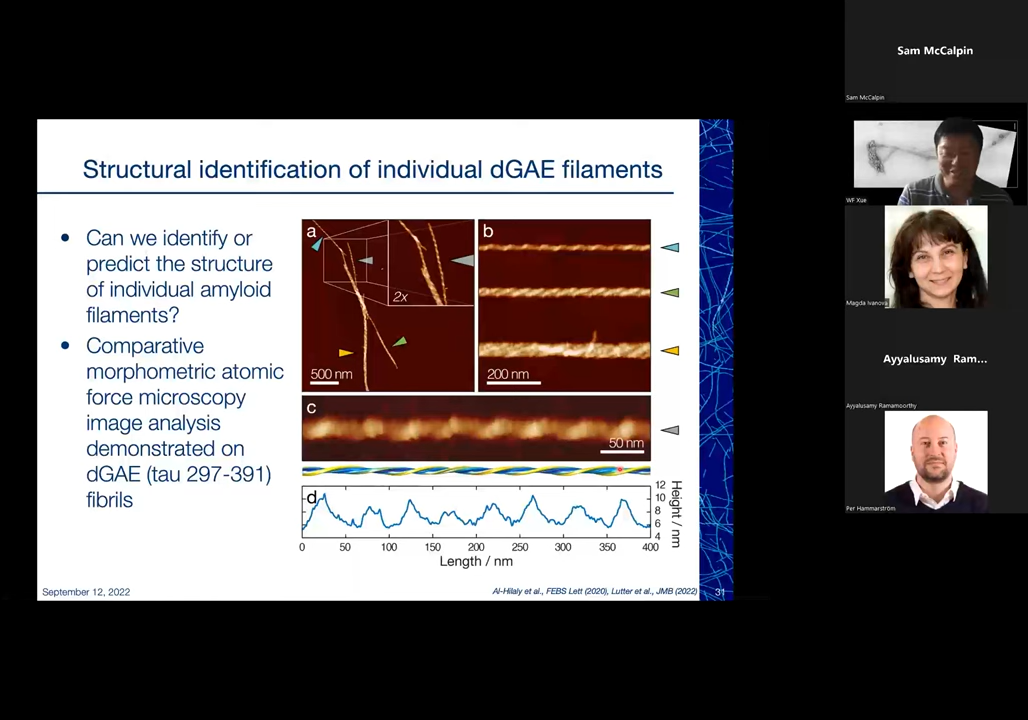 Structural identification of individual dGAE filaments
• Can we identify or
predict the structure
of individual amyloid
filaments?
• Comparative
morphometric atomic
force microscopy
image analysis
demonstrated on
dGAE (tau 297-391)
fibrils
a
2x
500 nm
b
200 nm
c
50 nm
d
12
10
8
6
4
Height / nm
0 50 100 150 200 250 300 350 400
Length / nm
September 12, 2022
Al-Hilaly et al., FEBS Lett (2020), Lutter et al., JMB (2022)
31
Sam McCalpin
Sam McCalpin
WF Xue
Magda Ivanova
Ayyalusamy Ram...
Ayyalusamy Ramamoorthy
Per Hammarström